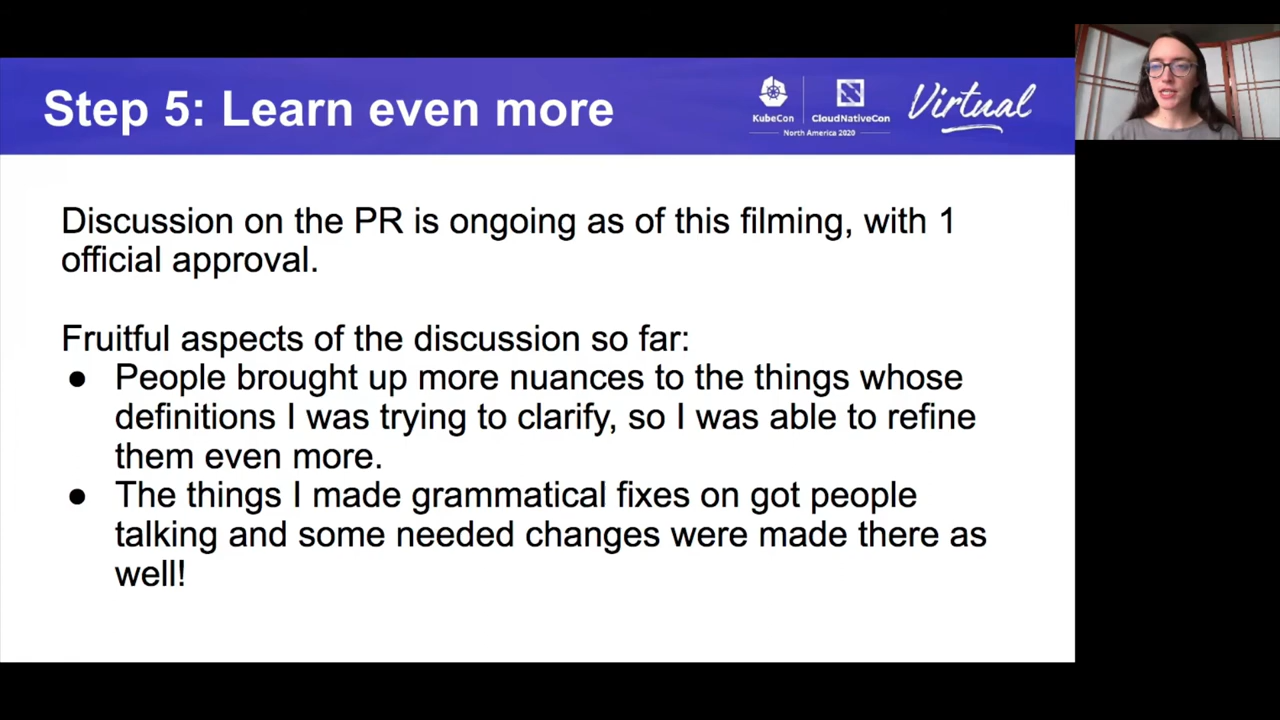 Step 5: Learn even more
KubeCon
CloudNativeCon
North America 2020
Virtual
Discussion on the PR is ongoing as of this filming, with 1
official approval.
Fruitful aspects of the discussion so far:
● People brought up more nuances to the things whose
definitions I was trying to clarify, so I was able to refine
them even more.
● The things I made grammatical fixes on got people
talking and some needed changes were made there as
well!